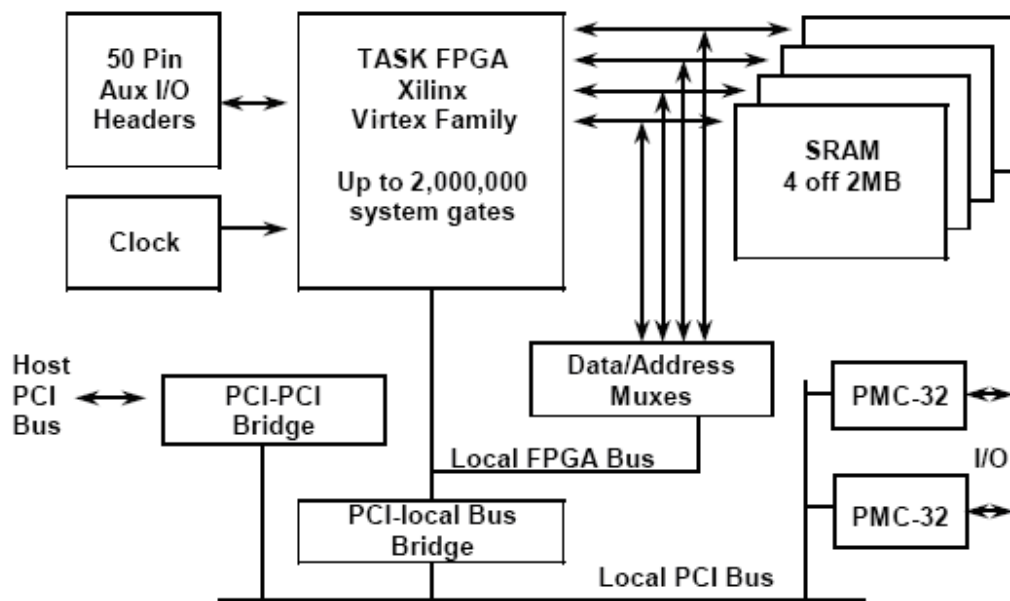 50 Pin
Aux I/O
Headers
TASK FPGA
Xilinx
Virtex Family
Up to 2,000,000
system gates
SRAM
4 off 2MB
Clock
Host
PCI
Bus
PCI-PCI
Bridge
Data/Address
Muxes
PMC-32
Local FPGA Bus
I/O
PCI-local Bus
Bridge
PMC-32
Local PCI Bus